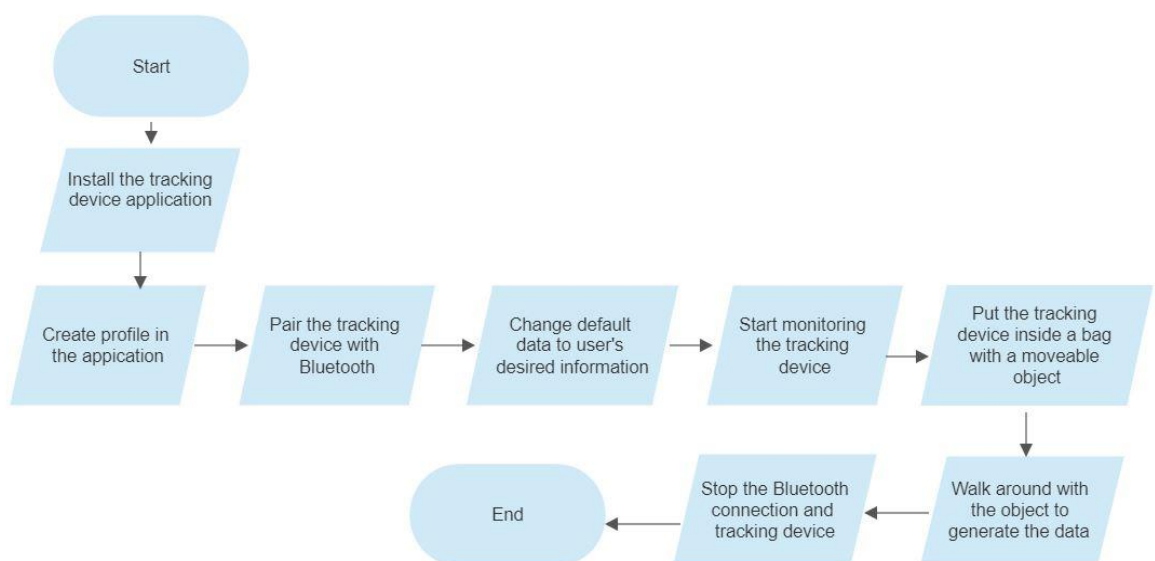 Start
Install the tracking
device application
Create profile in
the appication
Pair the tracking
device with
Bluetooth
Change default
data to user's
desired information
Start monitoring
the tracking
device
Put the tracking
device inside a bag
with a moveable
object
Walk around with
the object to
generate the data
Stop the Bluetooth
connection and
tracking device
End